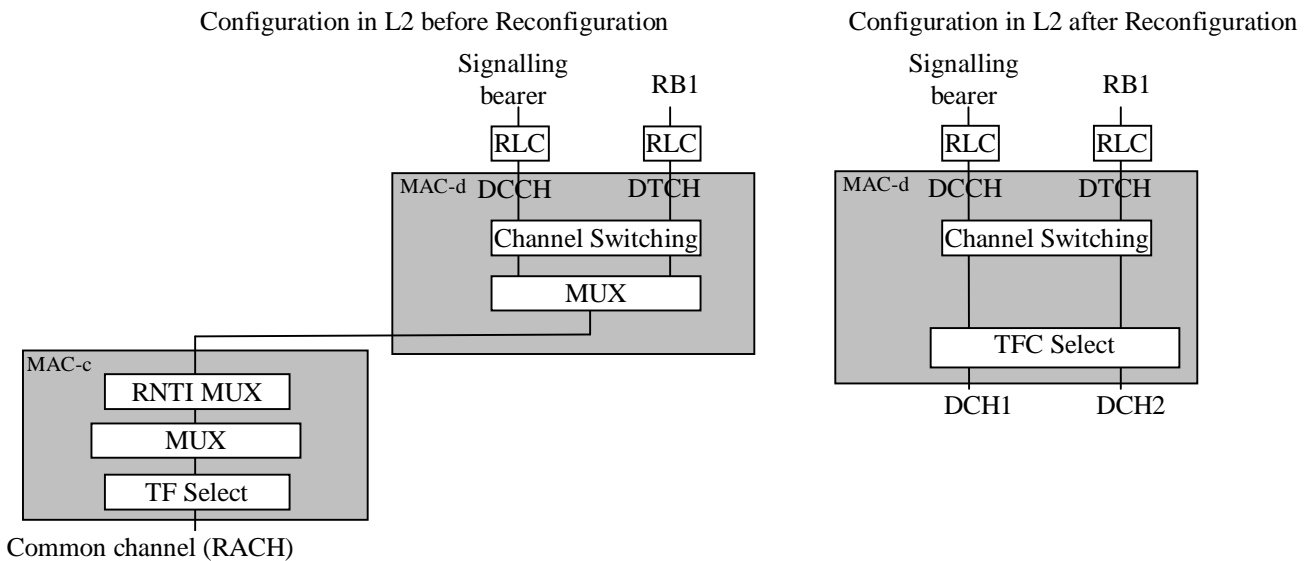 Configuration in L2 before Reconfiguration
Signalling
bearer
RB1
RLC
RLC
MAC-d
DCCH
DTCH
Channel Switching
MUX
MAC-c
RNTI MUX
MUX
TF Select
Common channel (RACH)
Configuration in L2 after Reconfiguration
Signalling
bearer
RB1
RLC
RLC
MAC-d
DCCH
DTCH
Channel Switching
TFC Select
DCH1
DCH2